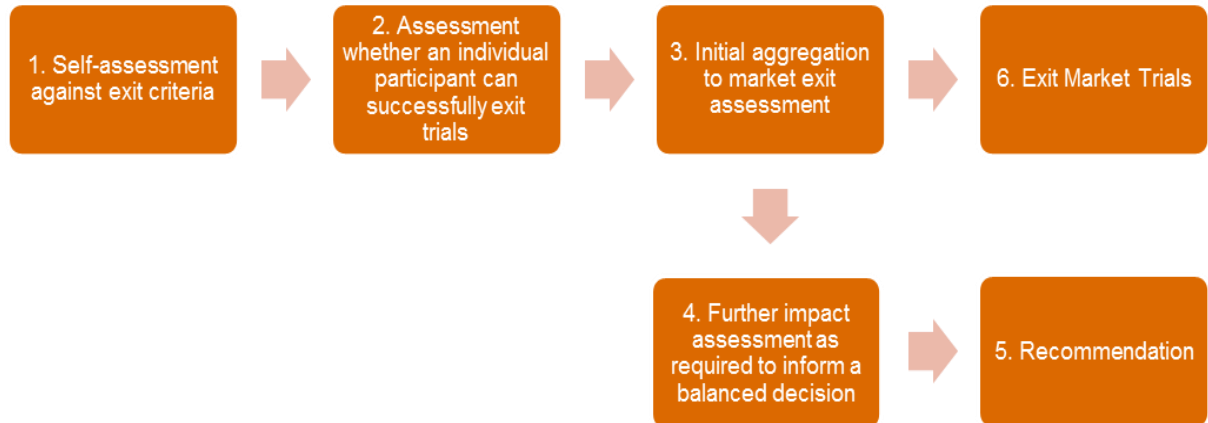 1. Self-assessment
against exit criteria
2. Assessment
whether an individual
participant can
successfully exit
trials
3. Initial aggregation
to market exit
assessment
6. Exit Market Trials
4. Further impact
assessment as
required to inform a
balanced decision
5. Recommendation